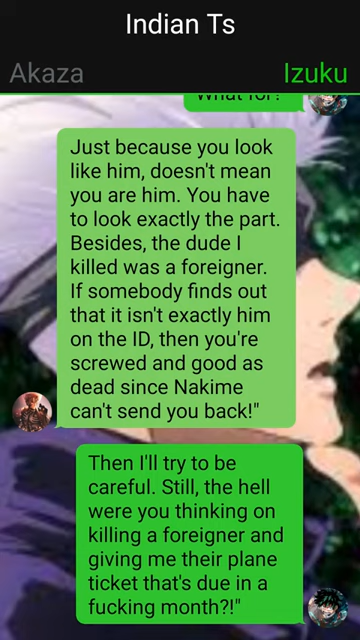 Indian Ts
Akaza
Izuku
What for?
Just because you look
like him, doesn't mean
you are him. You have
to look exactly the part.
Besides, the dude I
killed was a foreigner.
If somebody finds out
that it isn't exactly him
on the ID, then you're
screwed and good as
dead since Nakime
can't send you back!"
Then I'll try to be
careful. Still, the hell
were you thinking on
killing a foreigner and
giving me their plane
ticket that's due in a
fucking month?!"